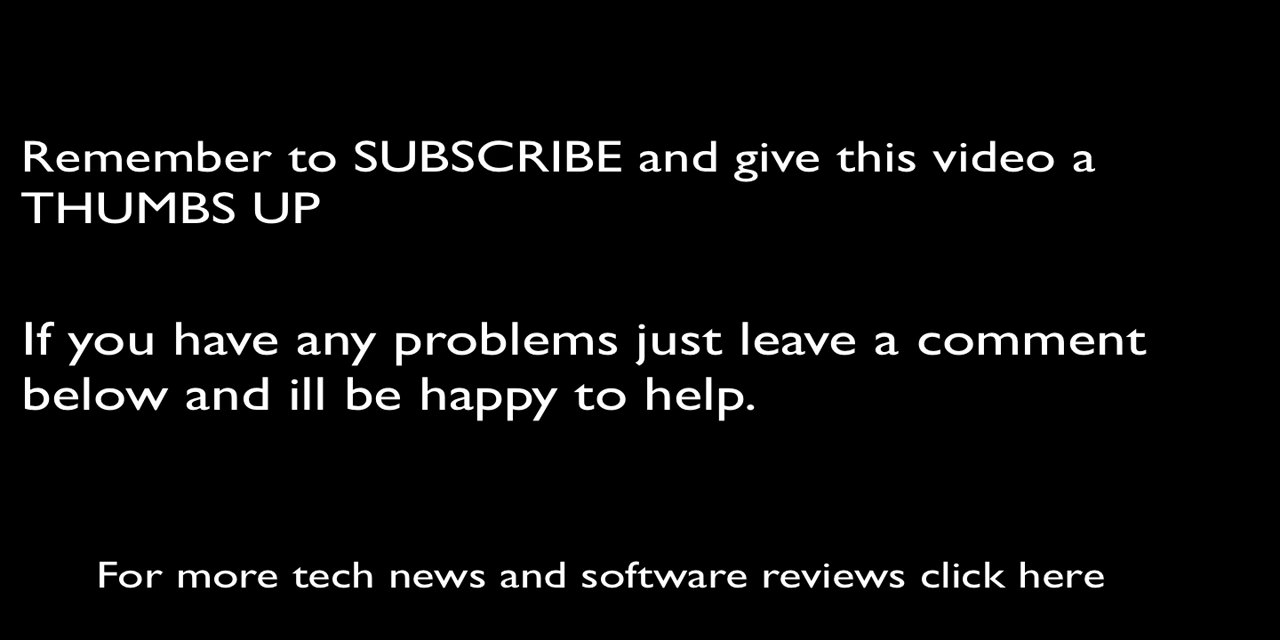 Remember to SUBSCRIBE and give this video a
THUMBS UP
If you have any problems just leave a comment
below and ill be happy to help.
For more tech news and software reviews click here